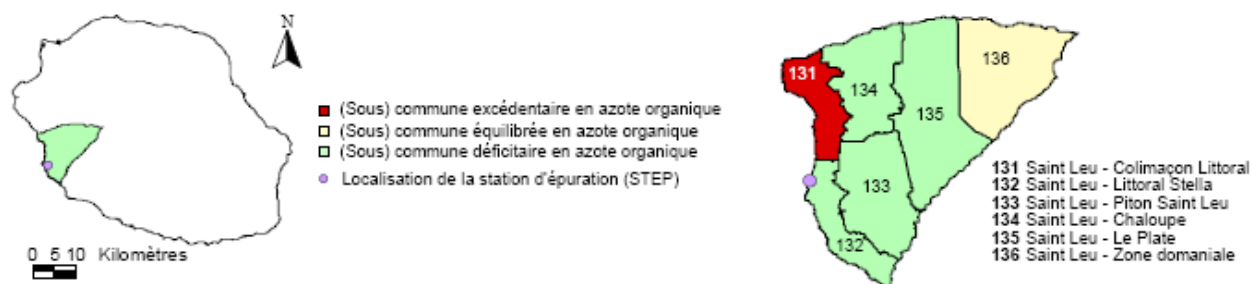 N
(Sous) commune excédentaire en azote organique
(Sous) commune équilibrée en azote organique
(Sous) commune déficitaire en azote organique
Localisation de la station d'épuration (STEP)
0 5 10 Kilomètres
131
134
136
135
133
132
131 Saint Leu - Colimaçon Littoral
132 Saint Leu - Littoral Stella
133 Saint Leu - Piton Saint Leu
134 Saint Leu - Chaloupe
135 Saint Leu - Le Plate
136 Saint Leu - Zone domaniale